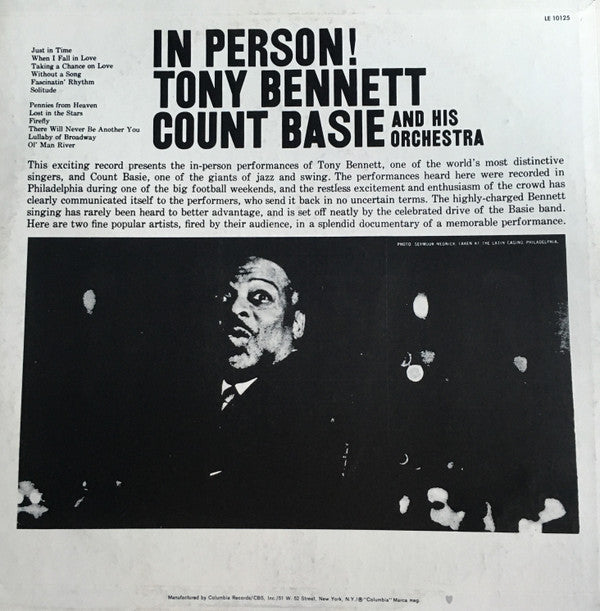 LE 10125
IN PERSON!
TONY BENNETT
COUNT BASIE AND HIS
ORCHESTRA
Just in Time
When I Fall in Love
Taking a Chance on Love
Without a Song
Fascinatin' Rhythm
Solitude
Pennies from Heaven
Lost in the Stars
Firefly
There Will Never Be Another You
Lullaby of Broadway
Ol' Man River
This exciting record presents the in-person performances of Tony Bennett, one of the world's most distinctive
singers, and Count Basie, one of the giants of jazz and swing. The performances heard here were recorded in
Philadelphia during one of the big football weekends, and the restless excitement and enthusiasm of the crowd has
clearly communicated itself to the performers, who send it back in no uncertain terms. The highly-charged Bennett
singing has rarely been heard to better advantage, and is set off neatly by the celebrated drive of the Basie band.
Here are two fine popular artists, fired by their audience, in a splendid documentary of a memorable performance.
PHOTO: SEYMOUR MEDNICK, TAKEN AT THE LATIN CASINO, PHILADELPHIA.
Manufactured by Columbia Records/CBS, Inc./51 W. 52 Street, New York, N.Y./® "Columbia" Marca reg.